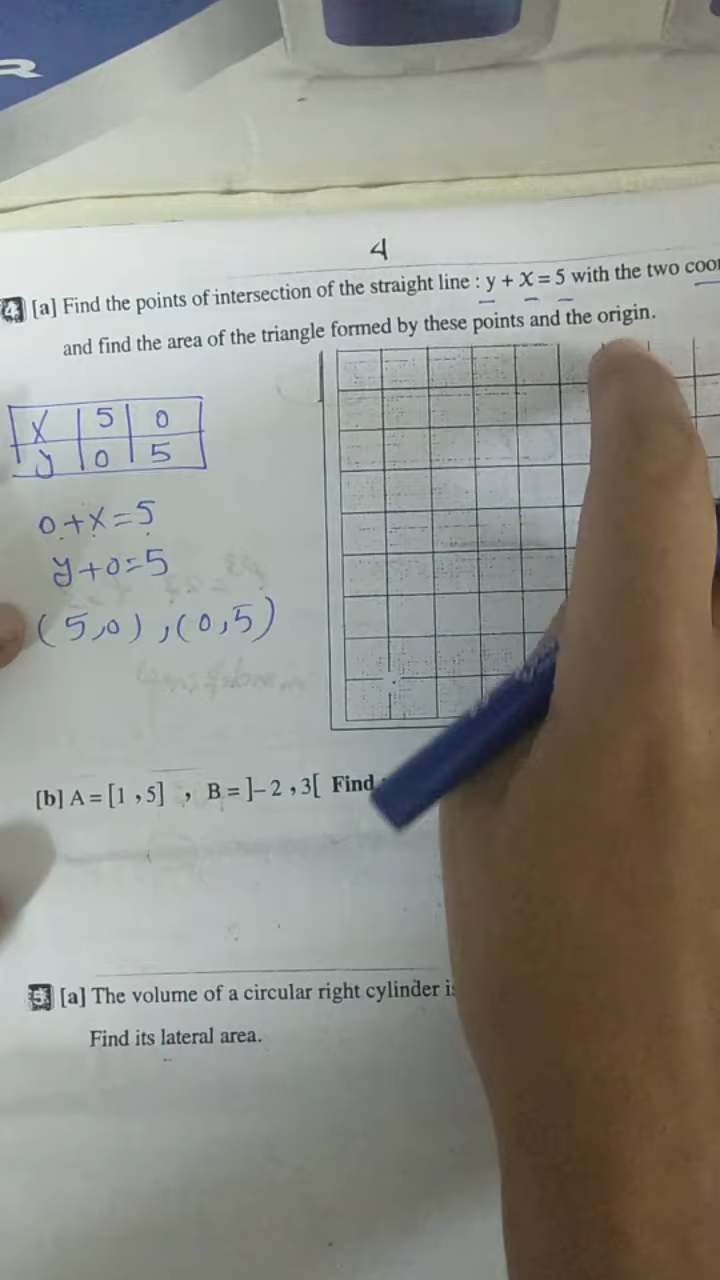 R
4
4 [a] Find the points of intersection of the straight line : y + X = 5 with the two
and find the area of the triangle formed by these points and the origin.
X 5 0
y 0 5
0+X=5
y+0=5
(5,0),(0,5)
[b] A = [1 , 5] , B = ]– 2 , 3[ Find
5 [a] The volume of a circular right cylinder
Find its lateral area.